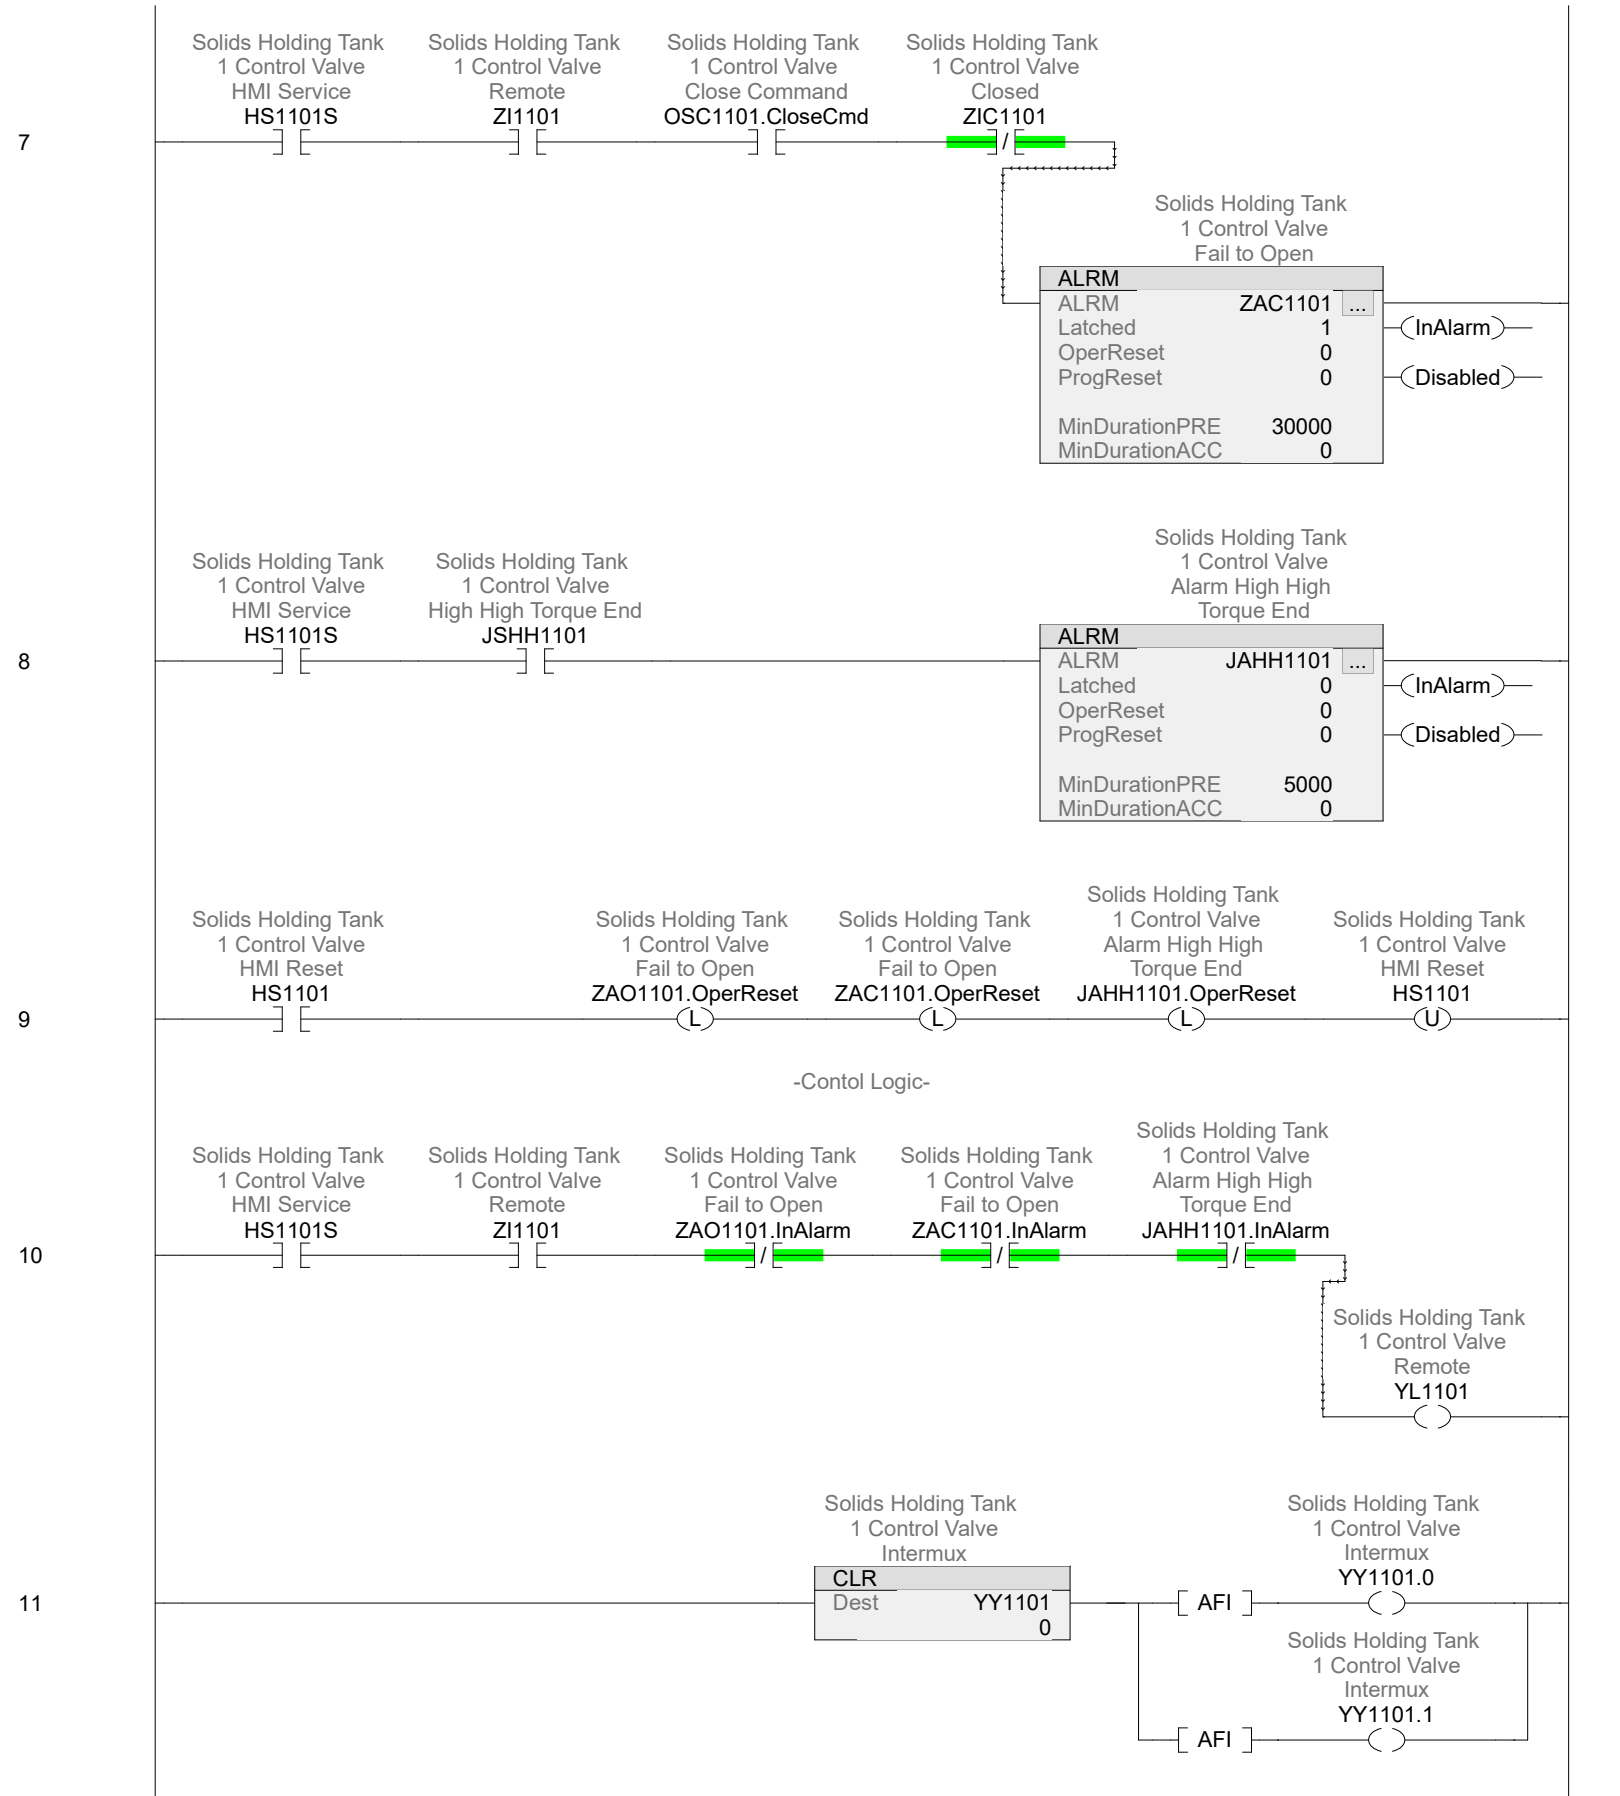 Solids Holding Tank
1 Control Valve
HMI Service
HS1101S
Solids Holding Tank
1 Control Valve
Remote
ZI1101
Solids Holding Tank
1 Control Valve
Close Command
OSC1101.CloseCmd
Solids Holding Tank
1 Control Valve
Closed
ZIC1101
7
/
Solids Holding Tank
1 Control Valve
Fail to Open
ALRM
ALRM ZAC1101 ...
Latched 1
InAlarm
OperReset 0
ProgReset 0
Disabled
MinDurationPRE 30000
MinDurationACC 0
Solids Holding Tank
1 Control Valve
HMI Service
HS1101S
Solids Holding Tank
1 Control Valve
High High Torque End
JSHH1101
Solids Holding Tank
1 Control Valve
Alarm High High
Torque End
8
ALRM
ALRM JAHH1101 ...
Latched 0
InAlarm
OperReset 0
ProgReset 0
Disabled
MinDurationPRE 5000
MinDurationACC 0
Solids Holding Tank
1 Control Valve
HMI Reset
HS1101
Solids Holding Tank
1 Control Valve
Fail to Open
ZAO1101.OperReset
Solids Holding Tank
1 Control Valve
Fail to Open
ZAC1101.OperReset
Solids Holding Tank
1 Control Valve
Alarm High High
Torque End
JAHH1101.OperReset
Solids Holding Tank
1 Control Valve
HMI Reset
HS1101
9
L
L
L
U
-Contol Logic-
Solids Holding Tank
1 Control Valve
HMI Service
HS1101S
Solids Holding Tank
1 Control Valve
Remote
ZI1101
Solids Holding Tank
1 Control Valve
Fail to Open
ZAO1101.InAlarm
Solids Holding Tank
1 Control Valve
Fail to Open
ZAC1101.InAlarm
Solids Holding Tank
1 Control Valve
Alarm High High
Torque End
JAHH1101.InAlarm
10
/
/
/
Solids Holding Tank
1 Control Valve
Remote
YL1101
Solids Holding Tank
1 Control Valve
Intermux
Solids Holding Tank
1 Control Valve
Intermux
YY1101.0
11
CLR
Dest YY1101
0
AFI
Solids Holding Tank
1 Control Valve
Intermux
YY1101.1
AFI